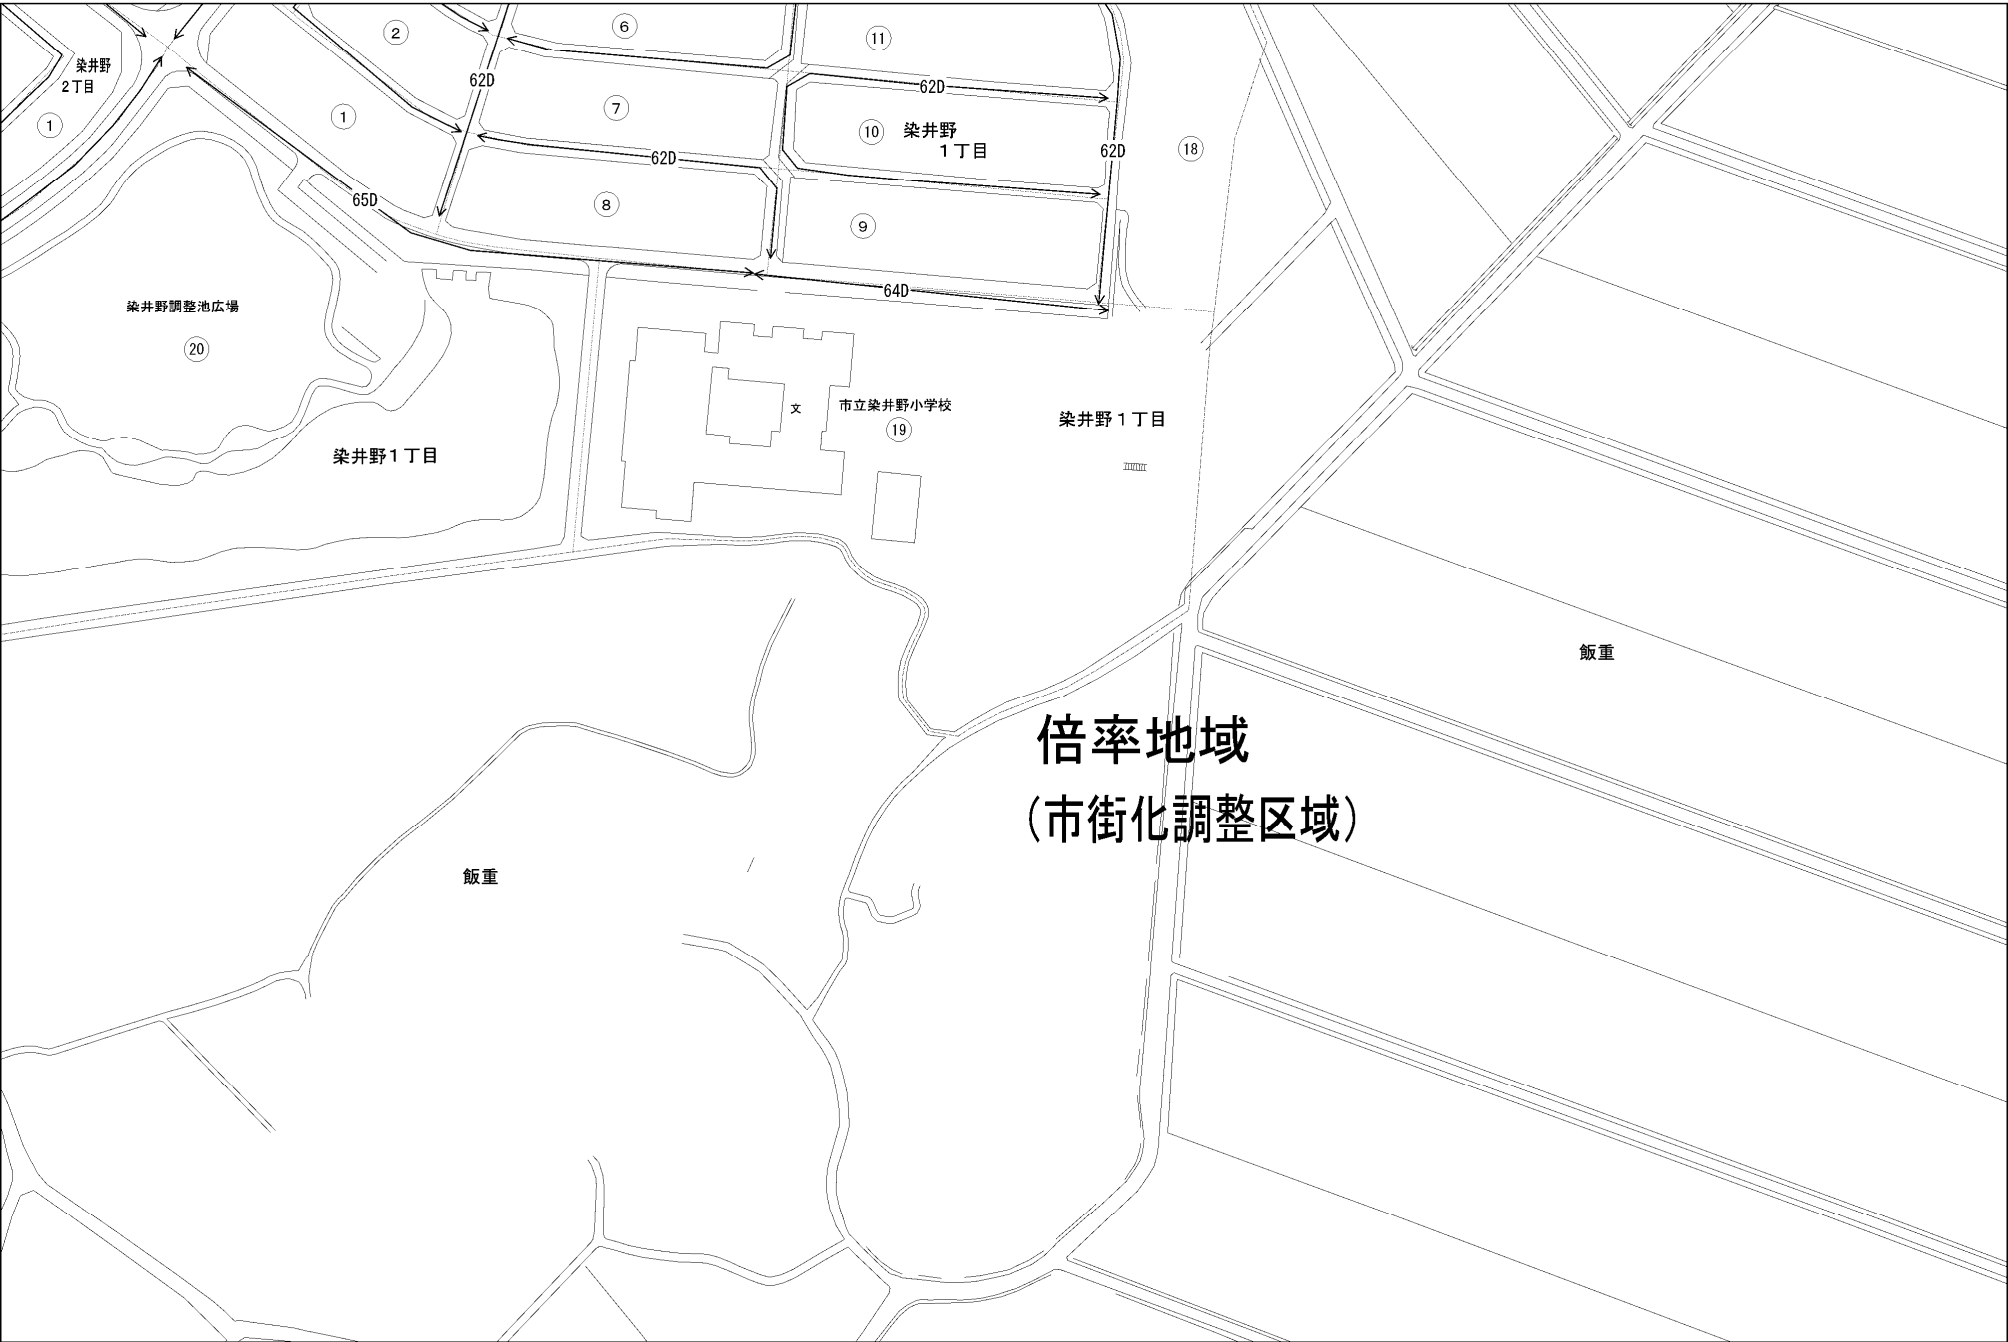 ⑥
⑪
②
染井野
２丁目
62D
62D
⑦
①
①
⑩
染井野
１丁目
62D
⑱
62D
65D
⑧
⑨
64D
染井野調整池広場
⑳
文
市立染井野小学校
⑲
染井野１丁目
染井野１丁目
飯重
倍率地域
（市街化調整区域）
飯重